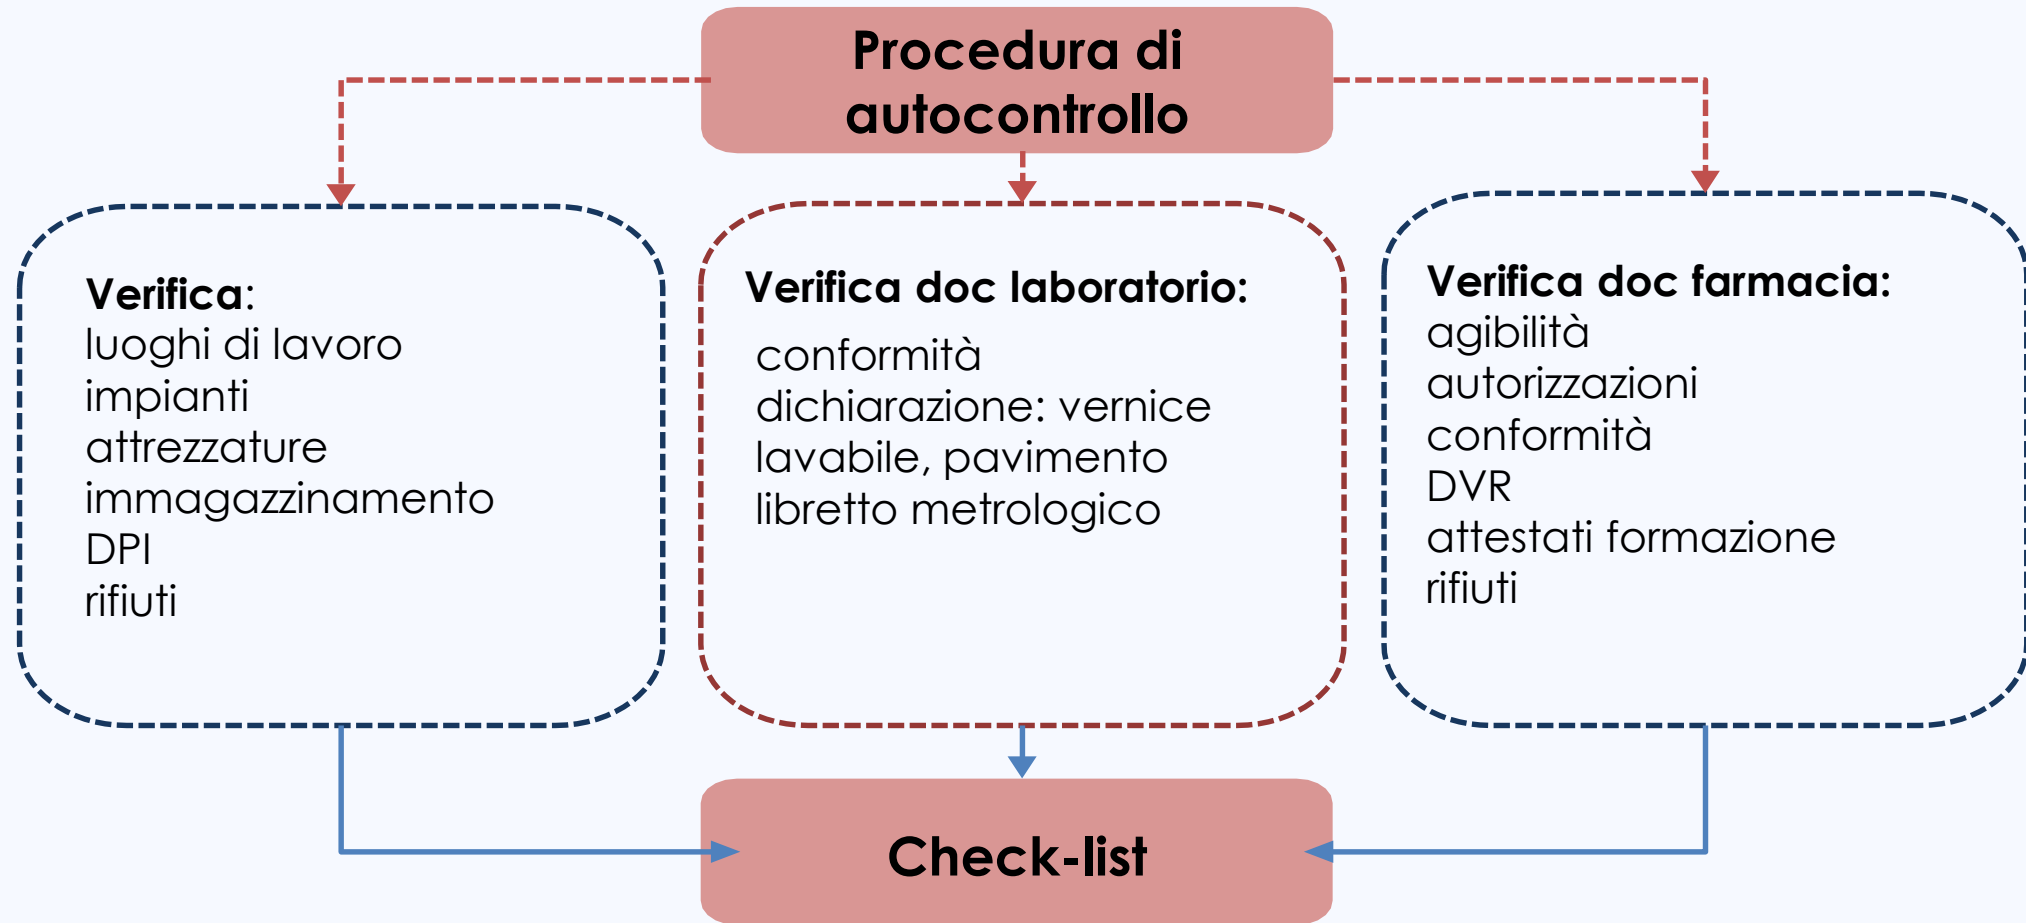 Procedura di
autocontrollo
Verifica:
luoghi di lavoro
impianti
attrezzature
immagazzinamento
DPI
rifiuti
Verifica doc laboratorio:
conformità
dichiarazione: vernice
lavabile, pavimento
libretto metrologico
Verifica doc farmacia:
agibilità
autorizzazioni
conformità
DVR
attestati formazione
rifiuti
Check-list